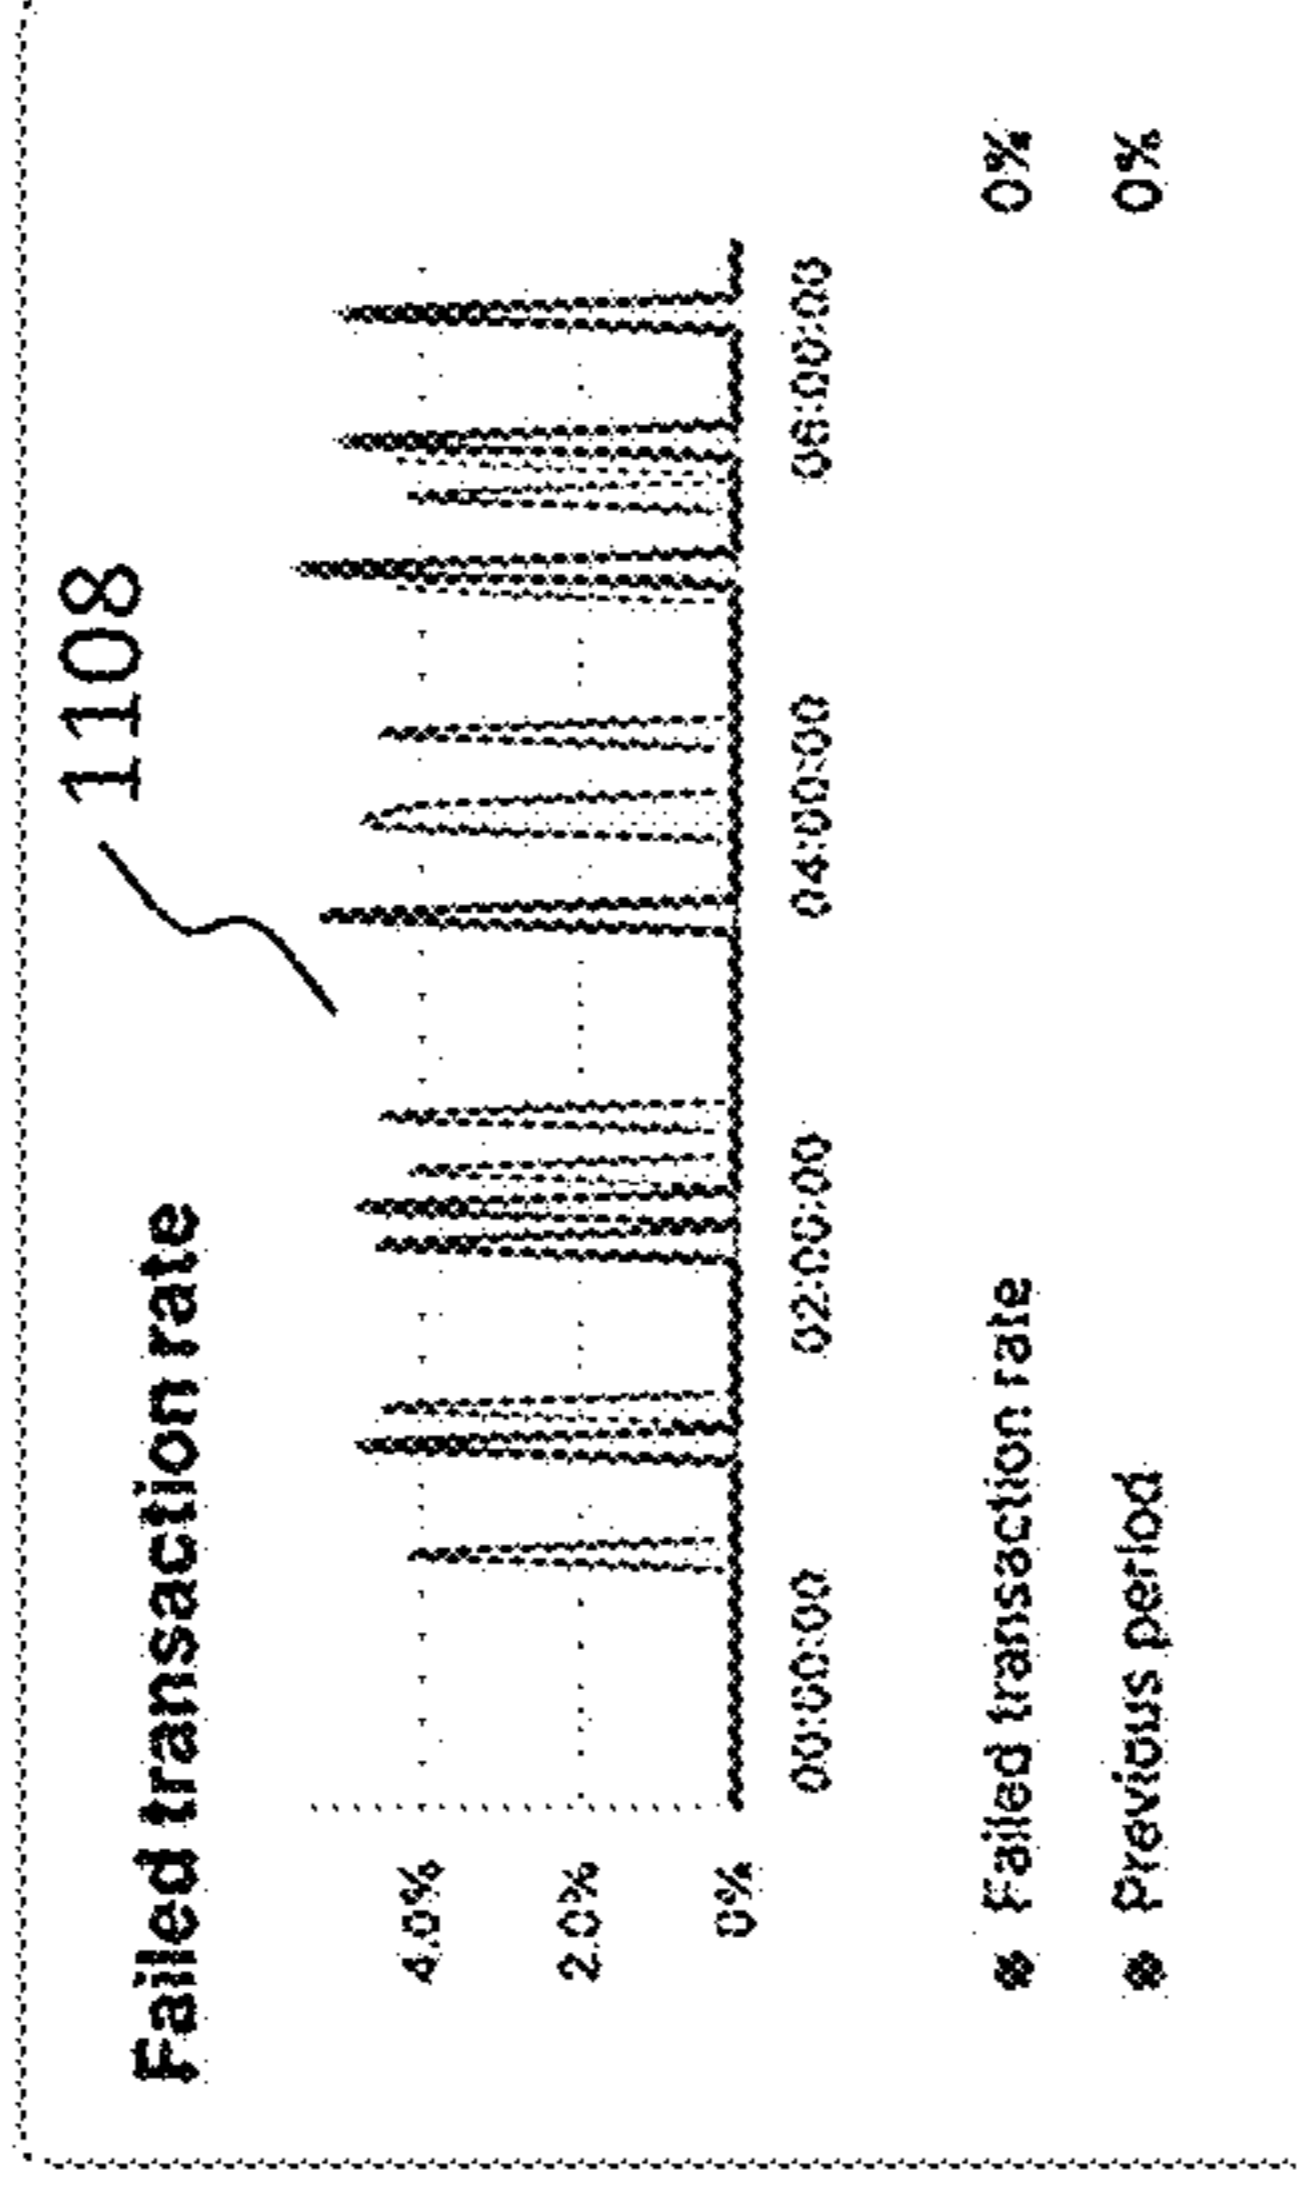 1108
Failed transaction rate
4.0%
2.0%
0%
00:00:00 02:00:00 04:00:00 06:00:00
Failed transaction rate 0%
Previous period 0%